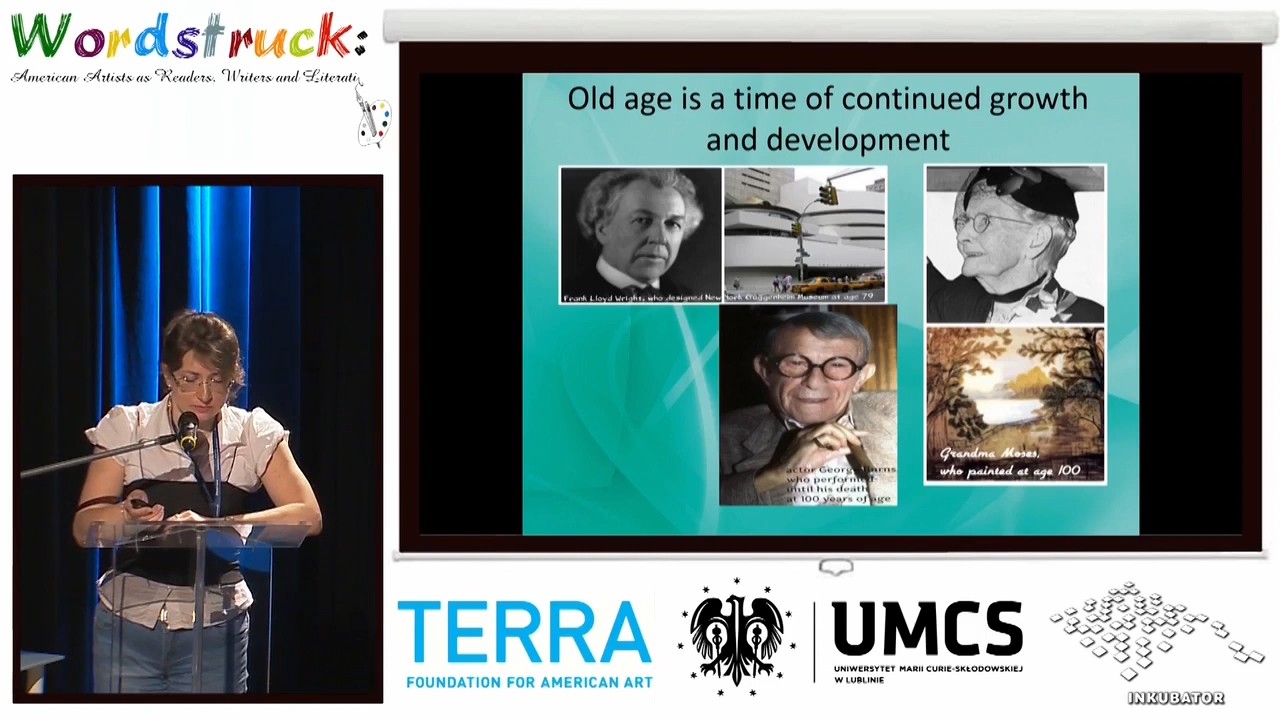 Wordstruck:
American Artists as Readers, Writers and Literati
Old age is a time of continued growth
and development
Frank Lloyd Wright, who designed New York Guggenheim Museum at age 79
actor George Burns
who performed
until his death
at 100 years of age
Grandma Moses,
who painted at age 100
TERRA
FOUNDATION FOR AMERICAN ART
UMCS
UNIWERSYTET MARII CURIE-SKŁODOWSKIEJ
W LUBLINIE
INKUBATOR